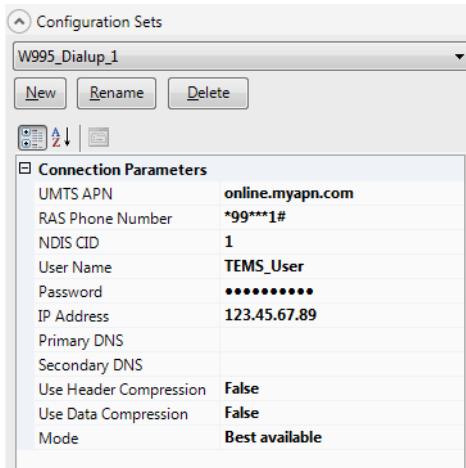 Configuration Sets
W995_Dialup_1
New Rename Delete
A Z
Connection Parameters
UMTS APN online.myapn.com
RAS Phone Number *99***1#
NDIS CID 1
User Name TEMS_User
Password ●●●●●●●●●●
IP Address 123.45.67.89
Primary DNS
Secondary DNS
Use Header Compression False
Use Data Compression False
Mode Best available